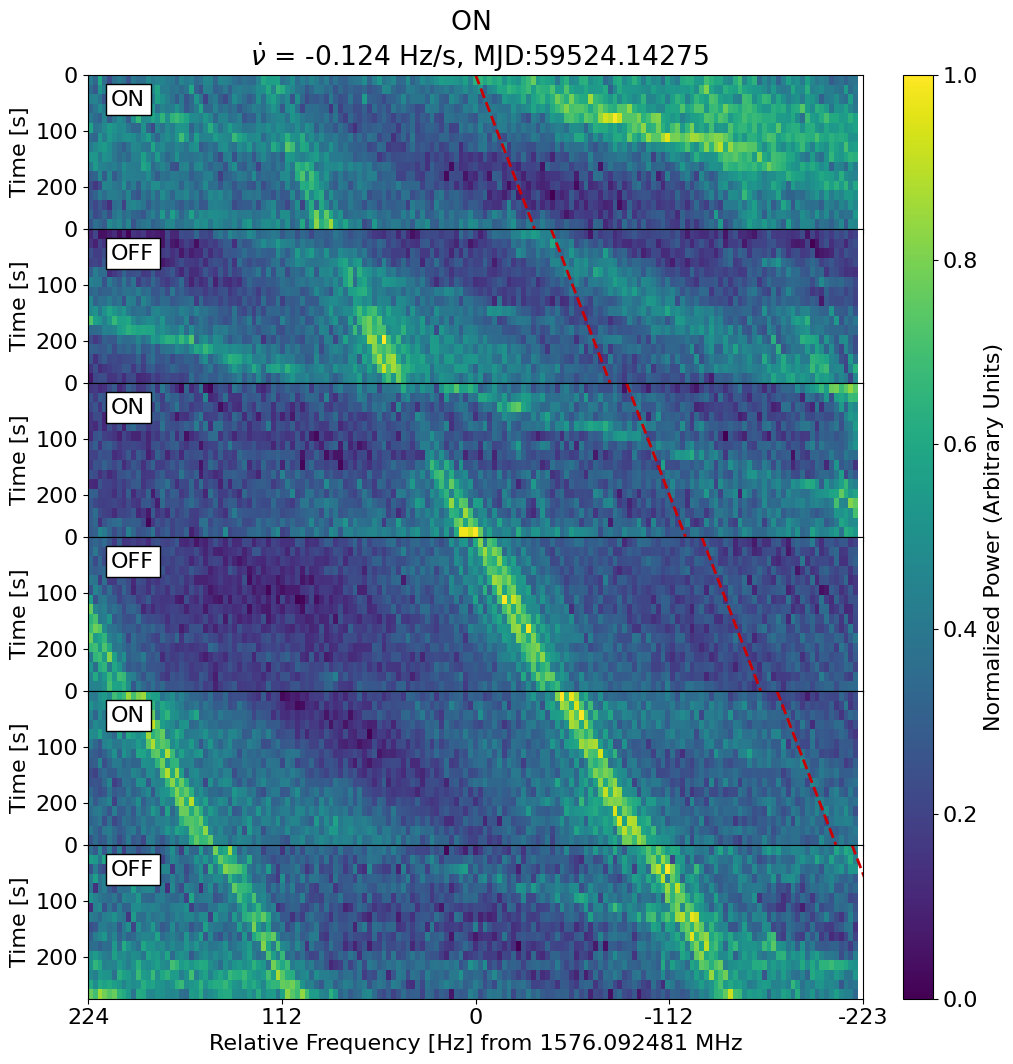 ON
ν̇ = -0.124 Hz/s, MJD:59524.14275
ON
OFF
ON
OFF
ON
OFF
Time [s]
Time [s]
Time [s]
Time [s]
Time [s]
Time [s]
0
100
200
0
100
200
0
100
200
0
100
200
0
100
200
0
100
200
224
112
0
-112
-223
Relative Frequency [Hz] from 1576.092481 MHz
1.0
0.8
0.6
0.4
0.2
0.0
Normalized Power (Arbitrary Units)